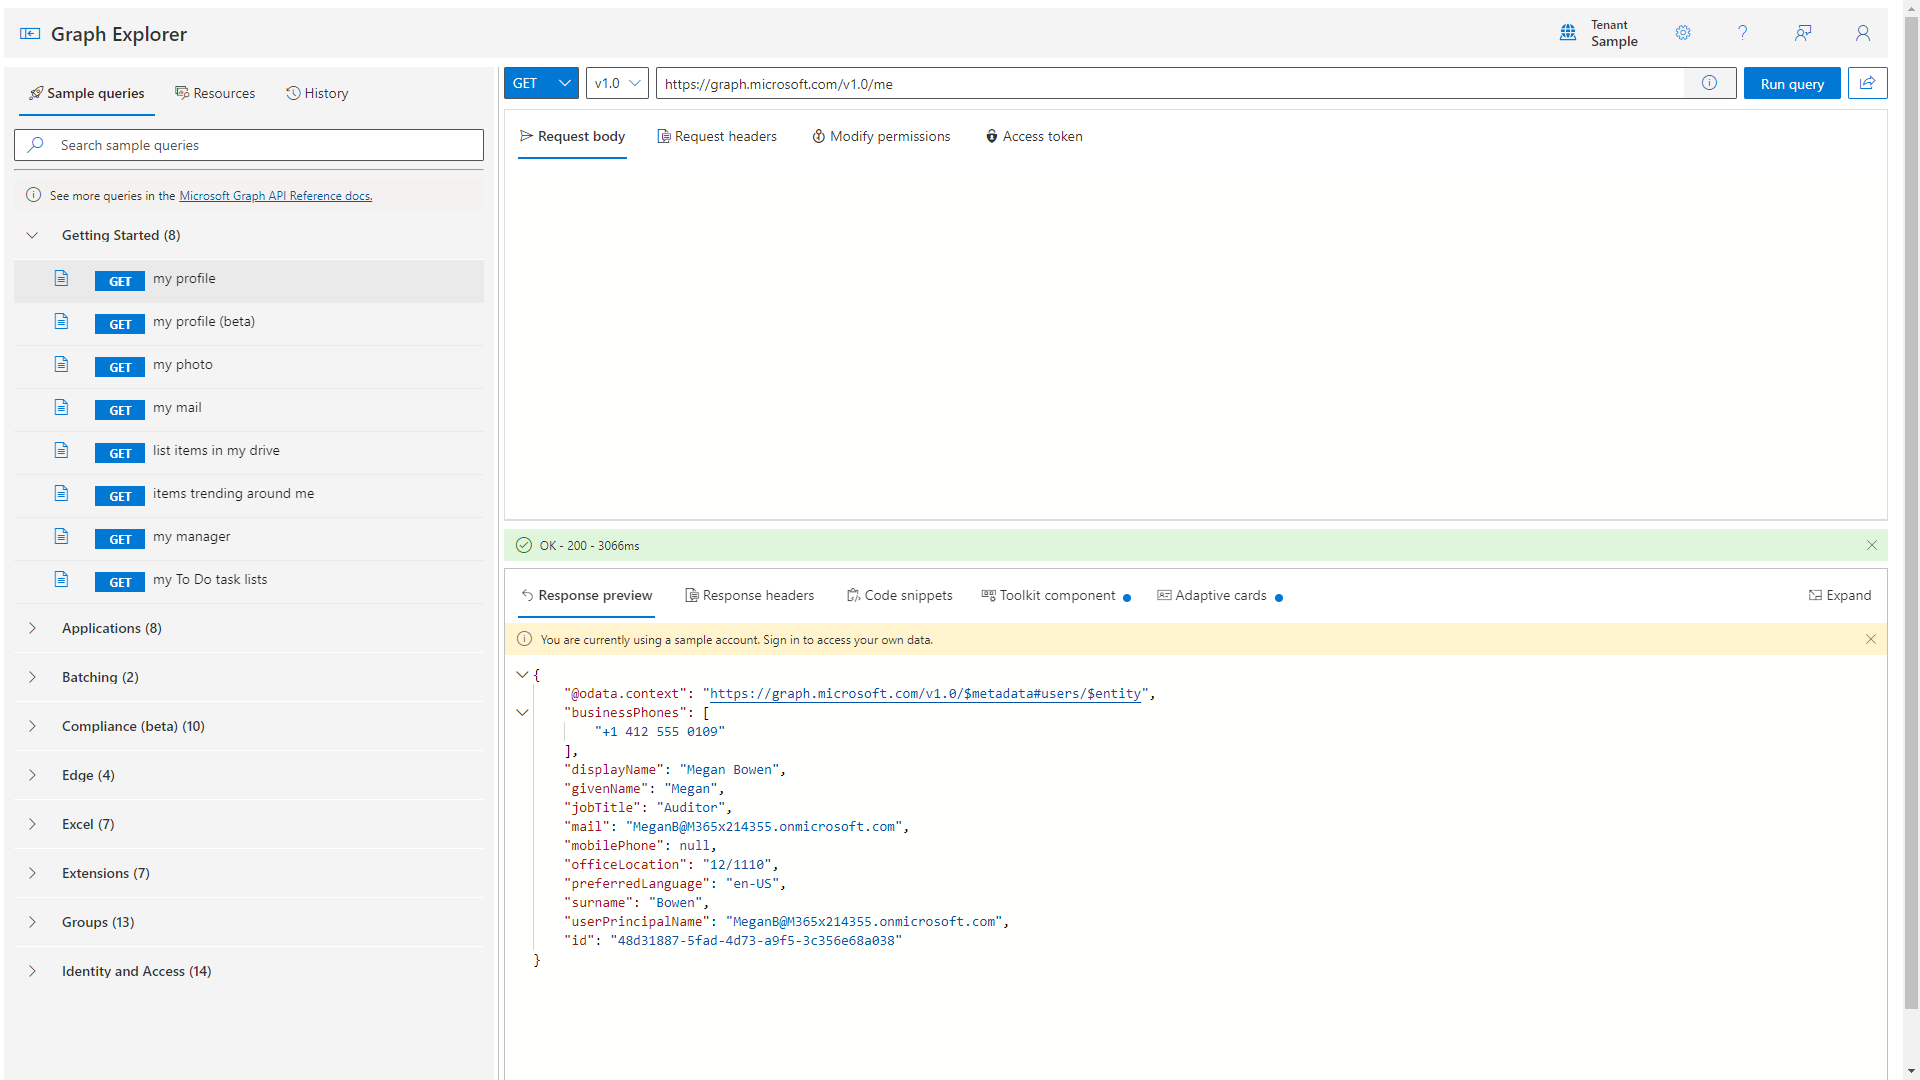 Graph Explorer
Tenant
Sample
Sample queries
Resources
History
Search sample queries
See more queries in the Microsoft Graph API Reference docs.
Getting Started (8)
GET my profile
GET my profile (beta)
GET my photo
GET my mail
GET list items in my drive
GET items trending around me
GET my manager
GET my To Do task lists
Applications (8)
Batching (2)
Compliance (beta) (10)
Edge (4)
Excel (7)
Extensions (7)
Groups (13)
Identity and Access (14)
GET
v1.0
https://graph.microsoft.com/v1.0/me
Run query
Request body
Request headers
Modify permissions
Access token
OK - 200 - 3066ms
Response preview
Response headers
Code snippets
Toolkit component
Adaptive cards
Expand
You are currently using a sample account. Sign in to access your own data.
{
"@odata.context": "https://graph.microsoft.com/v1.0/$metadata#users/$entity",
"businessPhones": [
"+1 412 555 0109"
],
"displayName": "Megan Bowen",
"givenName": "Megan",
"jobTitle": "Auditor",
"mail": "MeganB@M365x214355.onmicrosoft.com",
"mobilePhone": null,
"officeLocation": "12/1110",
"preferredLanguage": "en-US",
"surname": "Bowen",
"userPrincipalName": "MeganB@M365x214355.onmicrosoft.com",
"id": "48d31887-5fad-4d73-a9f5-3c356e68a038"
}